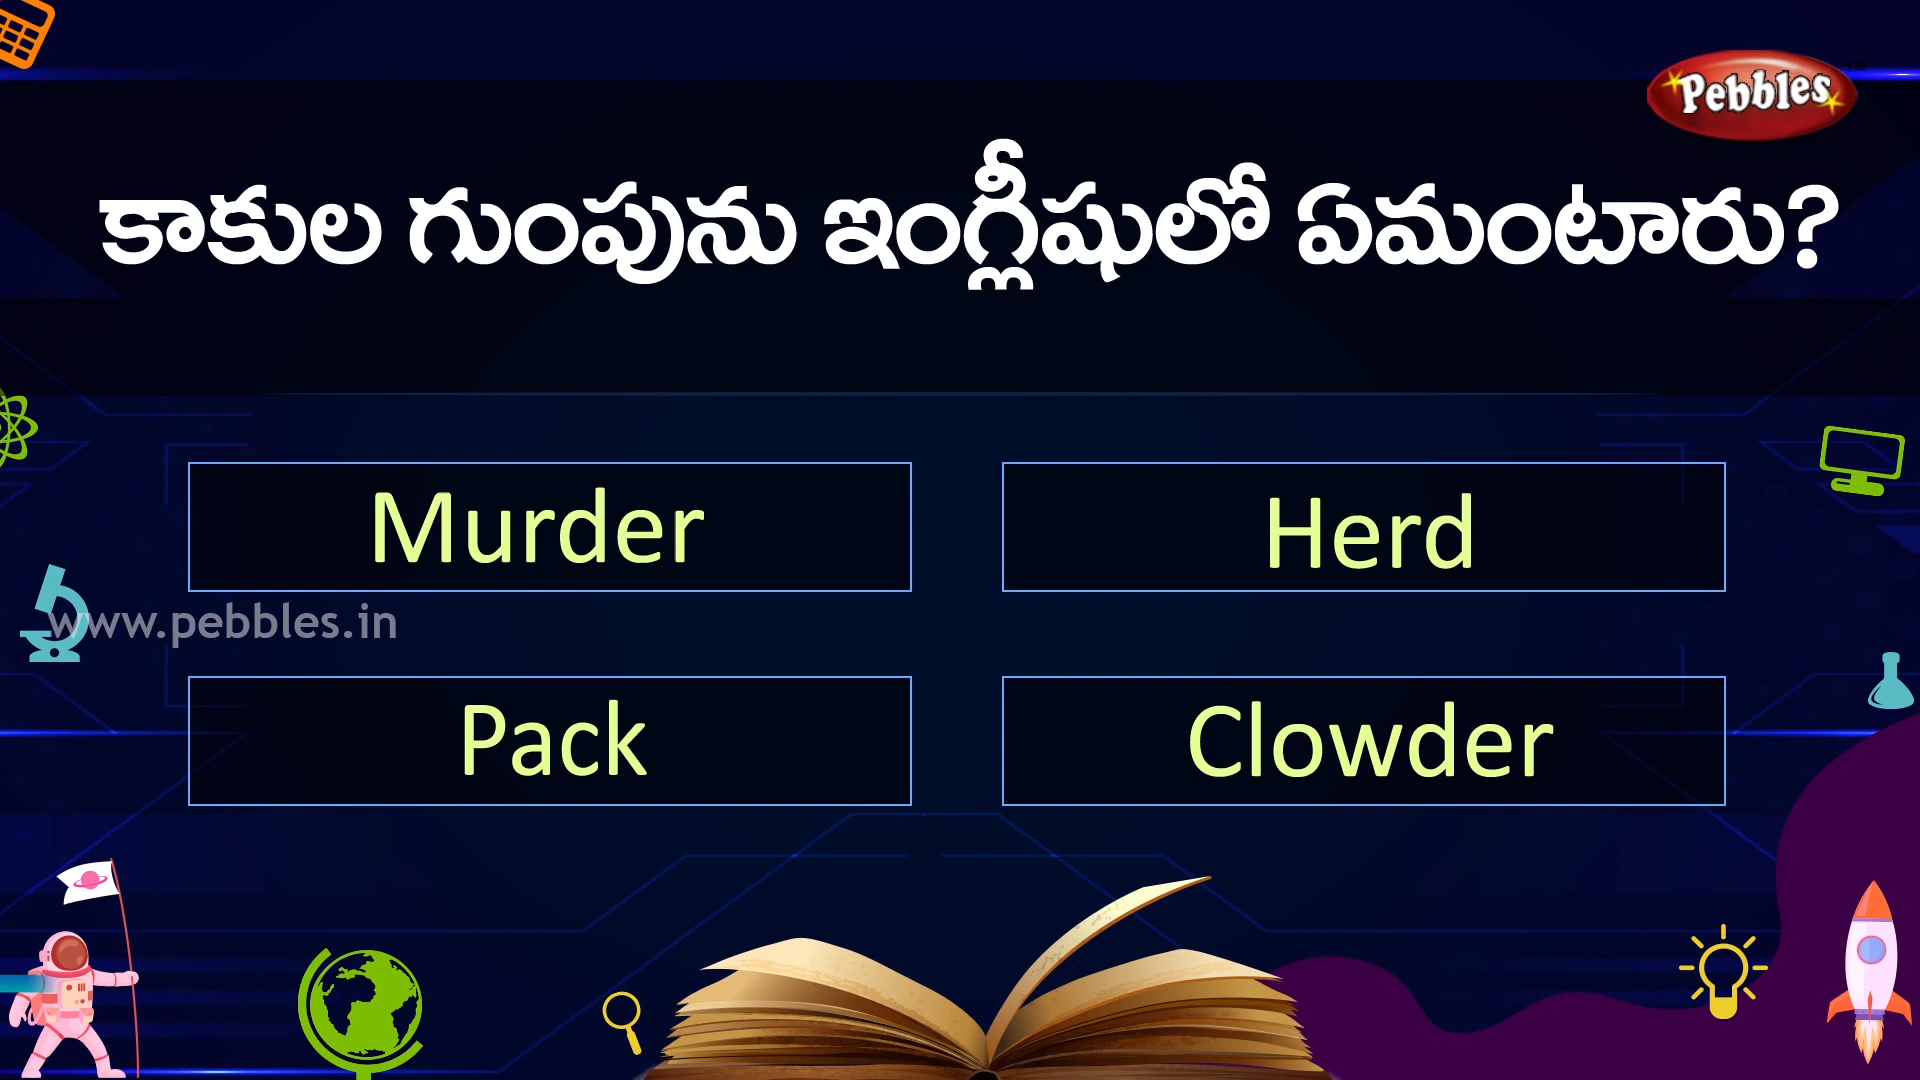 Pebbles
కాకుల గుంపును ఇంగ్లీషులో ఏమంటారు?
Murder
Herd
www.pebbles.in
Pack
Clowder